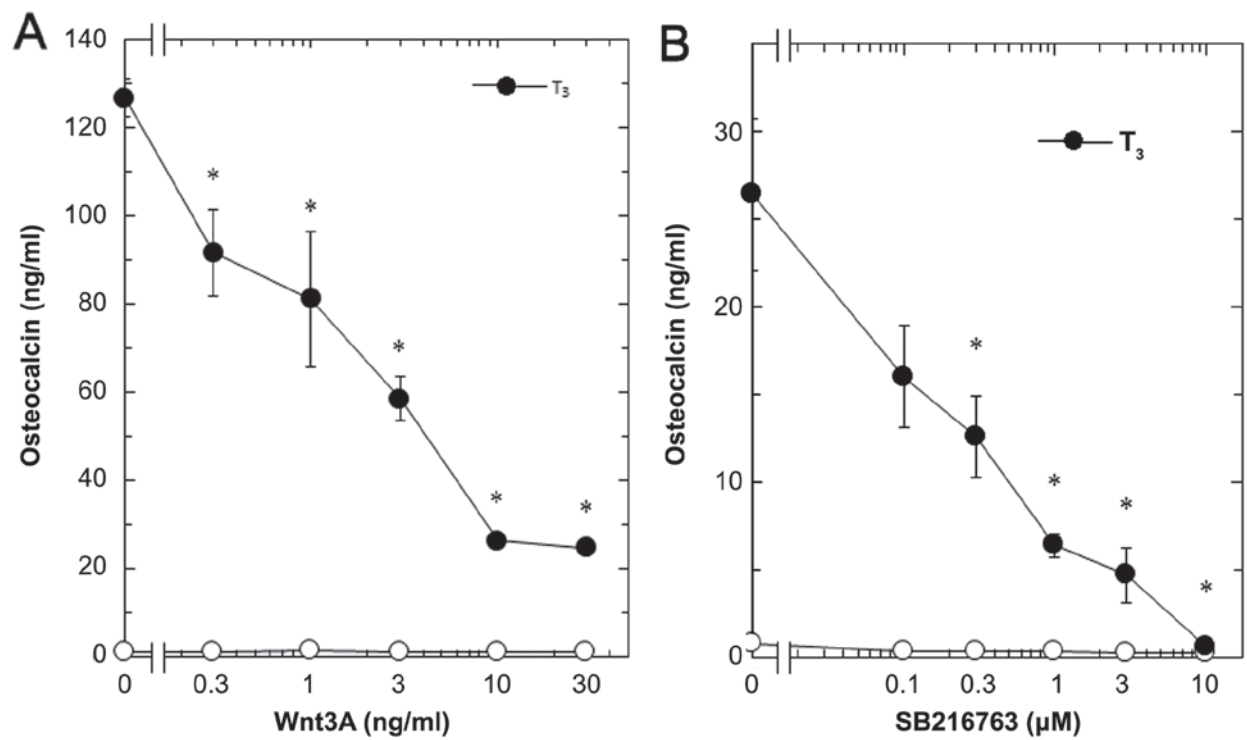 A
140
120
100
80
60
40
20
0
Osteocalcin (ng/ml)
T₃
*
*
*
*
*
0 0.3 1 3 10 30
Wnt3A (ng/ml)
B
30
20
10
0
Osteocalcin (ng/ml)
T₃
*
*
*
*
0 0.1 0.3 1 3 10
SB216763 (µM)